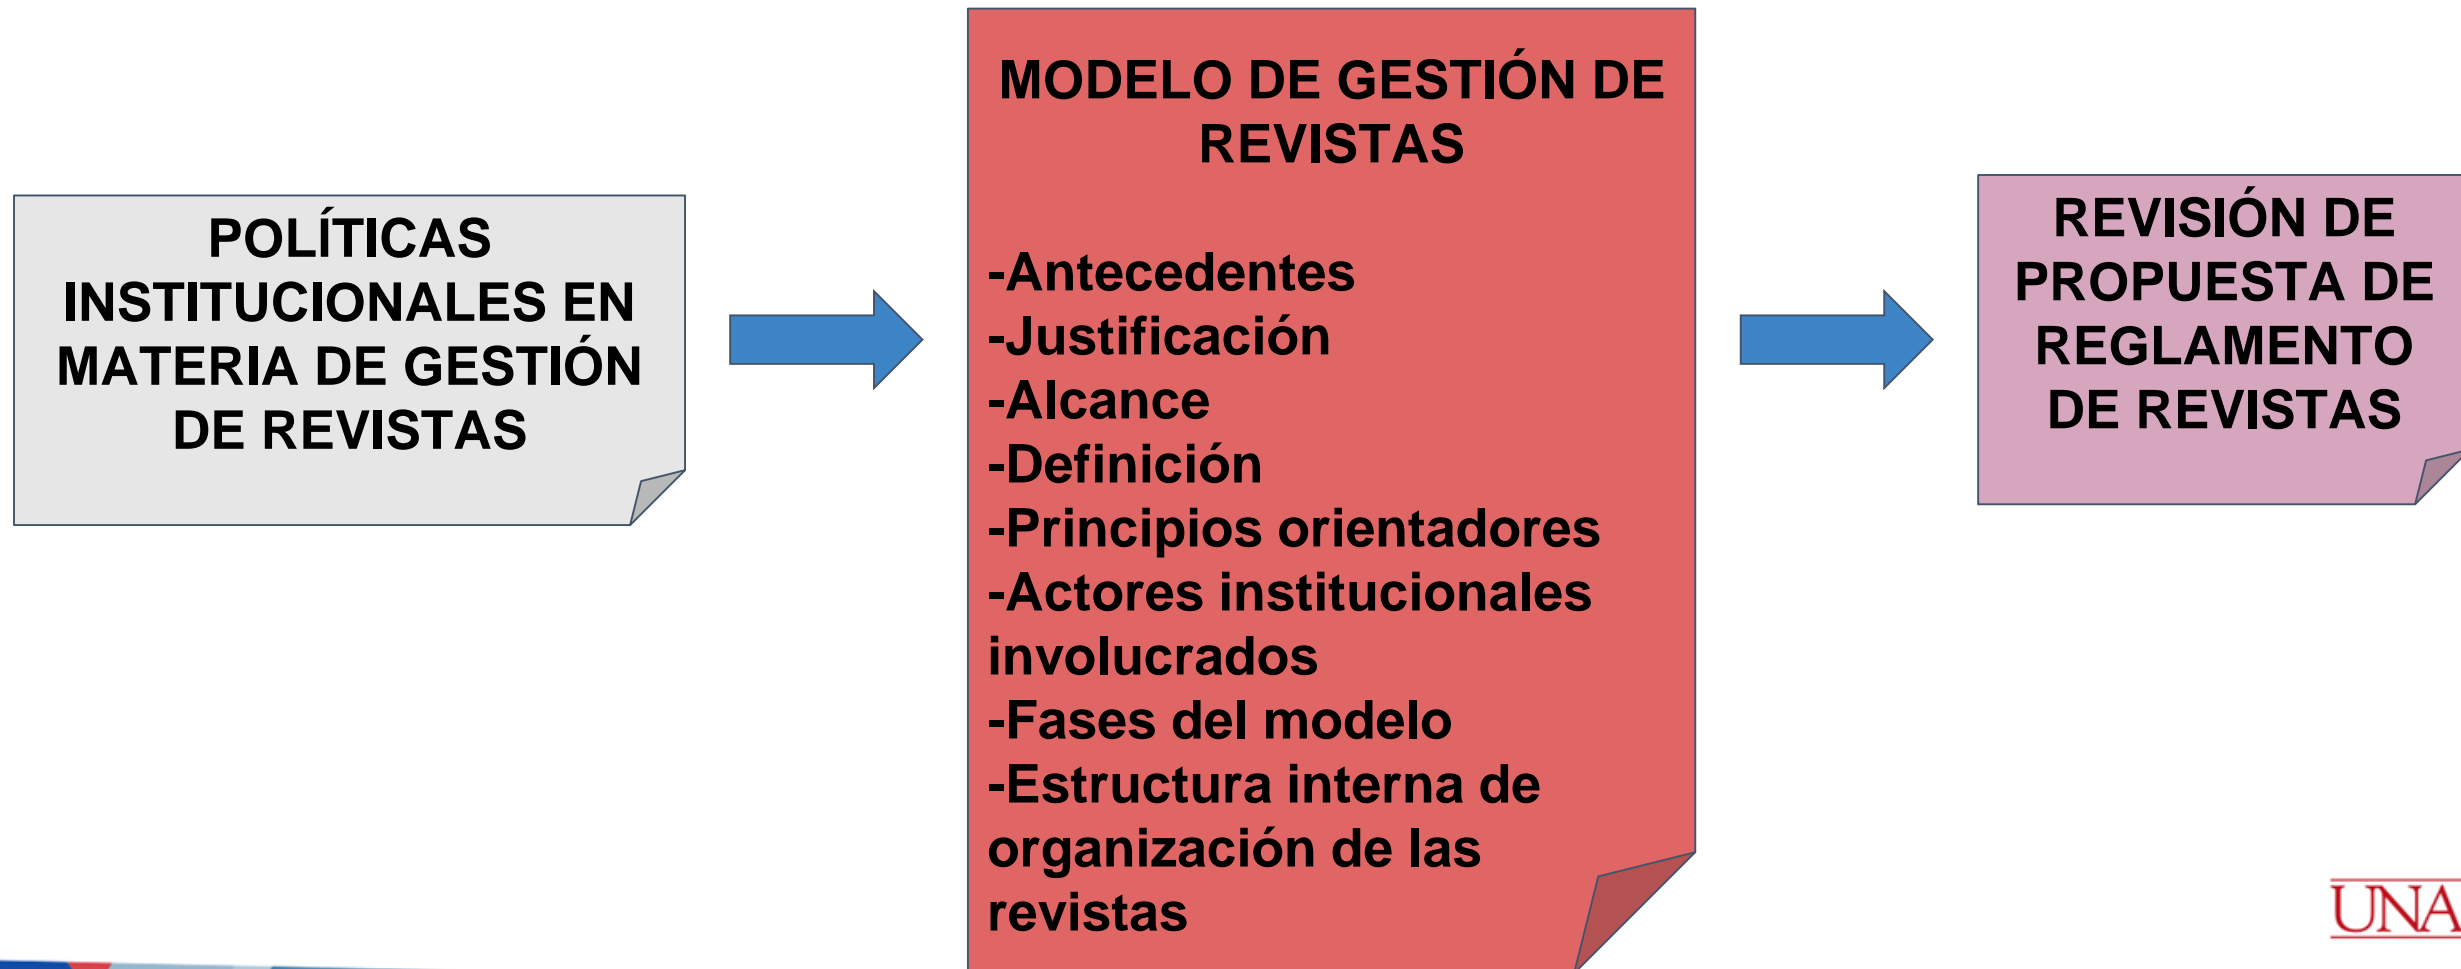 POLÍTICAS
INSTITUCIONALES EN
MATERIA DE GESTIÓN
DE REVISTAS
MODELO DE GESTIÓN DE
REVISTAS
-Antecedentes
-Justificación
-Alcance
-Definición
-Principios orientadores
-Actores institucionales
involucrados
-Fases del modelo
-Estructura interna de
organización de las
revistas
REVISIÓN DE
PROPUESTA DE
REGLAMENTO
DE REVISTAS
UNA